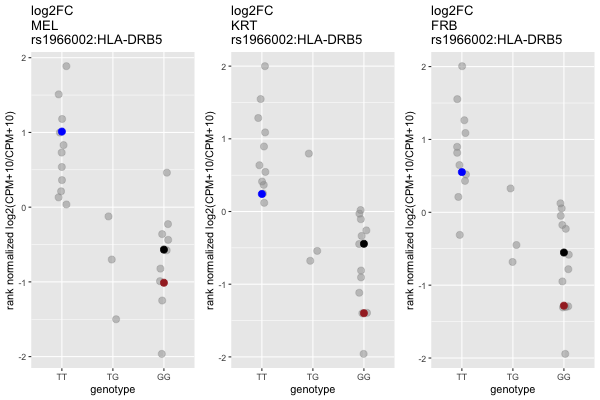 log2FC
MEL
rs1966002:HLA-DRB5
rank normalized log2(CPM+10/CPM+10)
2
1
0
-1
-2
TT
TG
GG
genotype
log2FC
KRT
rs1966002:HLA-DRB5
rank normalized log2(CPM+10/CPM+10)
2
1
0
-1
-2
TT
TG
GG
genotype
log2FC
FRB
rs1966002:HLA-DRB5
rank normalized log2(CPM+10/CPM+10)
2
1
0
-1
-2
TT
TG
GG
genotype